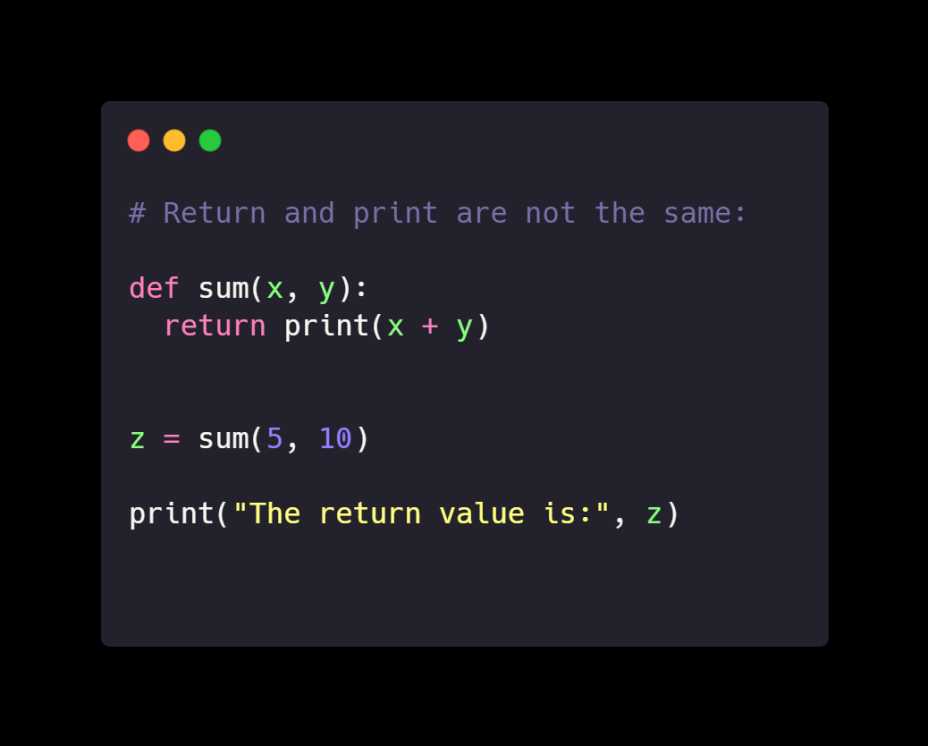 # Return and print are not the same:
def sum(x, y):
  return print(x + y)
z = sum(5, 10)
print("The return value is:", z)